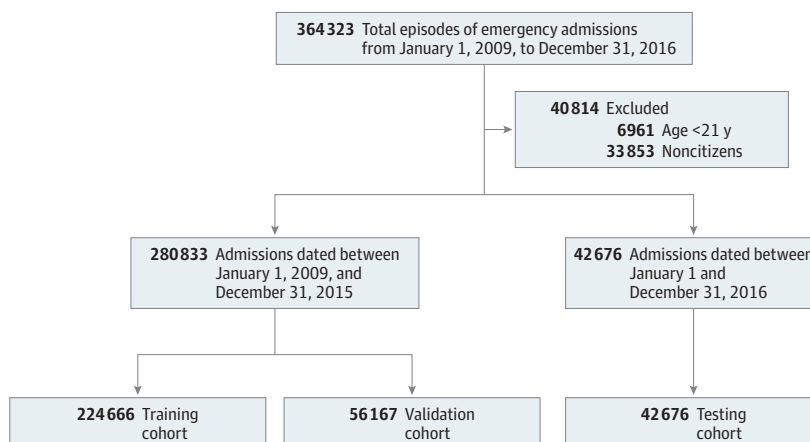 364323 Total episodes of emergency admissions
from January 1, 2009, to December 31, 2016
40814 Excluded
6961 Age <21 y
33853 Noncitizens
280833 Admissions dated between
January 1, 2009, and
December 31, 2015
42676 Admissions dated between
January 1 and
December 31, 2016
224666 Training
cohort
56167 Validation
cohort
42676 Testing
cohort